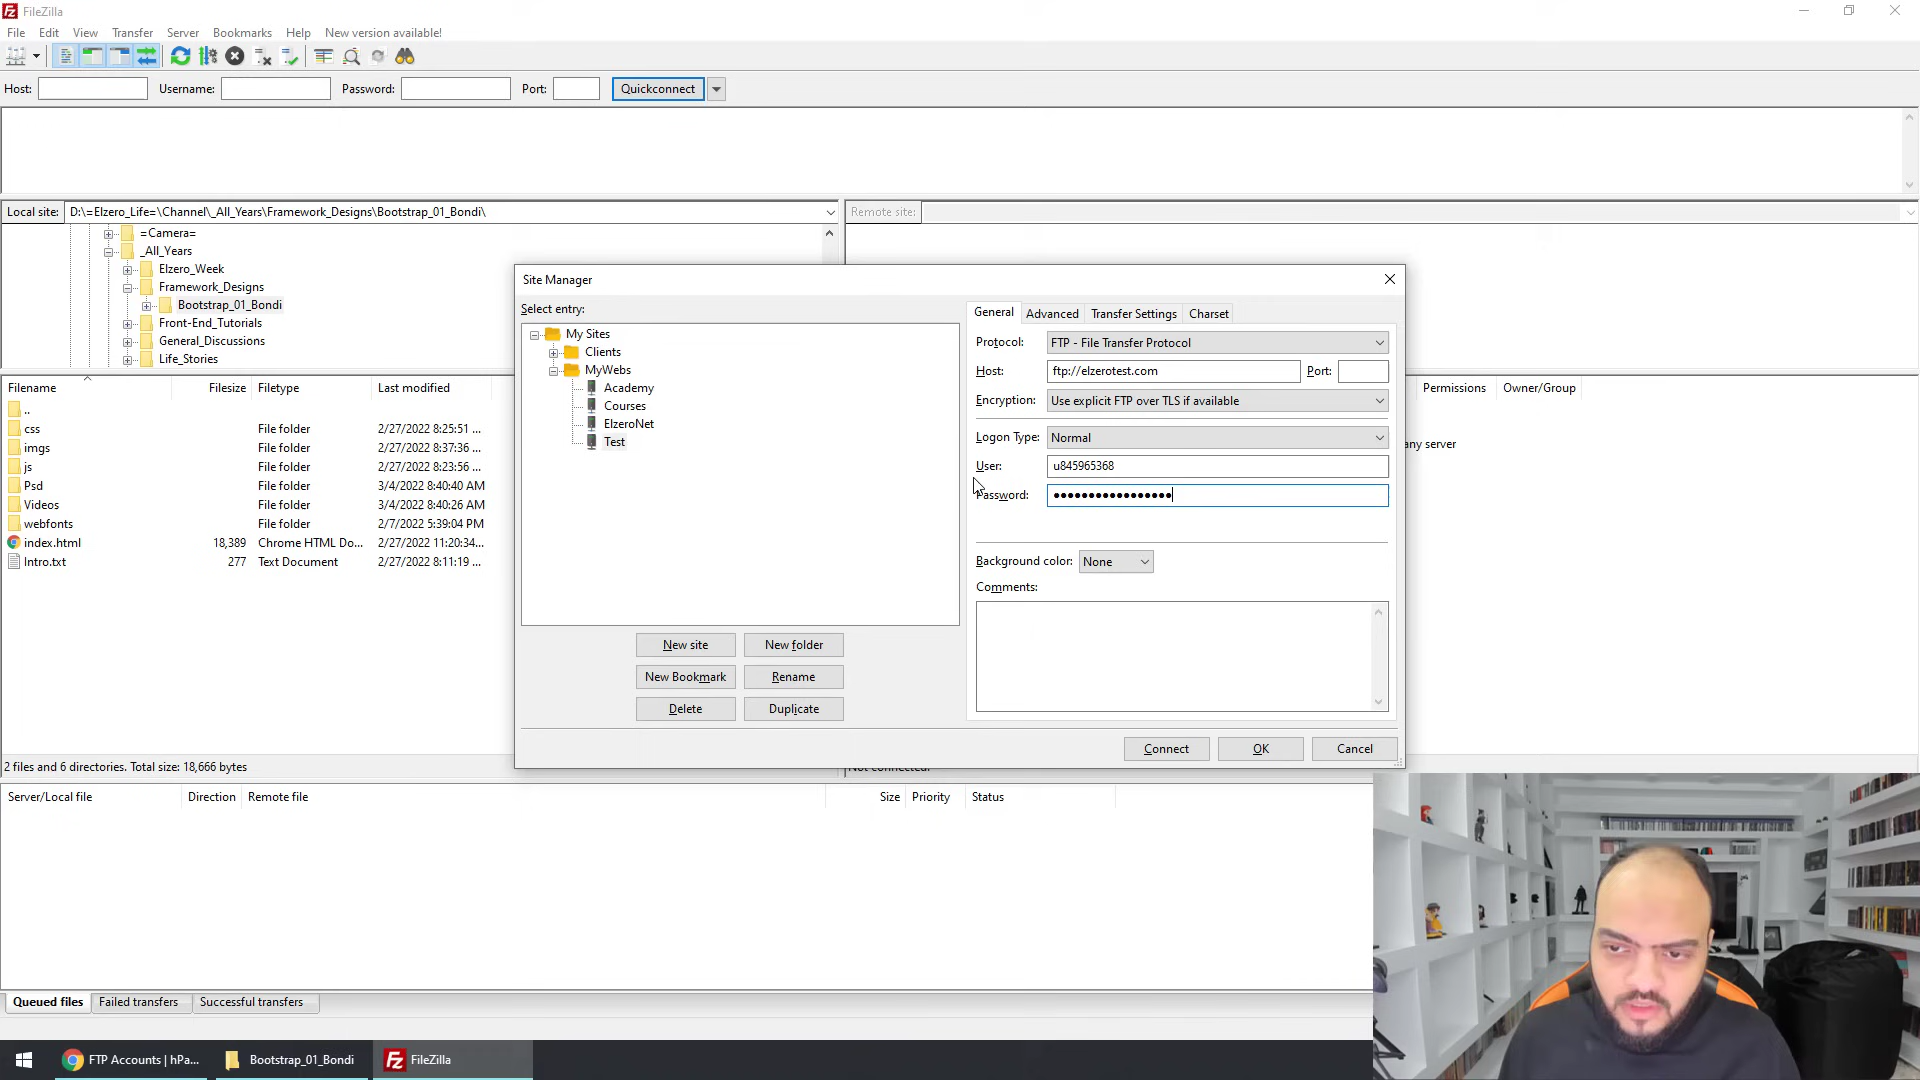 FileZilla
File Edit View Transfer Server Bookmarks Help New version available!
Host: Username: Password: Port: Quickconnect
Local site: D:\=Elzero_Life=\Channel\_All_Years\Framework_Designs\Bootstrap_01_Bondi\
Remote site:
=Camera=
_All_Years
Elzero_Week
Framework_Designs
Bootstrap_01_Bondi
Front-End_Tutorials
General_Discussions
Life_Stories
Filename Filesize Filetype Last modified
..
css File folder 2/27/2022 8:25:51 ...
imgs File folder 2/27/2022 8:37:36 ...
js File folder 2/27/2022 8:23:56 ...
Psd File folder 3/4/2022 8:40:40 AM
Videos File folder 3/4/2022 8:40:26 AM
webfonts File folder 2/7/2022 5:39:04 PM
index.html 18,389 Chrome HTML Do... 2/27/2022 11:20:34...
Intro.txt 277 Text Document 2/27/2022 8:11:19 ...
2 files and 6 directories. Total size: 18,666 bytes
Site Manager
Select entry:
My Sites
Clients
MyWebs
Academy
Courses
ElzeroNet
Test
New site New folder
New Bookmark Rename
Delete Duplicate
General Advanced Transfer Settings Charset
Protocol: FTP - File Transfer Protocol
Host: ftp://elzerotest.com Port:
Encryption: Use explicit FTP over TLS if available
Logon Type: Normal
User: u845965368
Password: •••••••••••••••••
Background color: None
Comments:
Connect OK Cancel
Permissions Owner/Group
any server
Not connected.
Server/Local file Direction Remote file Size Priority Status
Queued files Failed transfers Successful transfers
FTP Accounts | hPa... Bootstrap_01_Bondi FileZilla